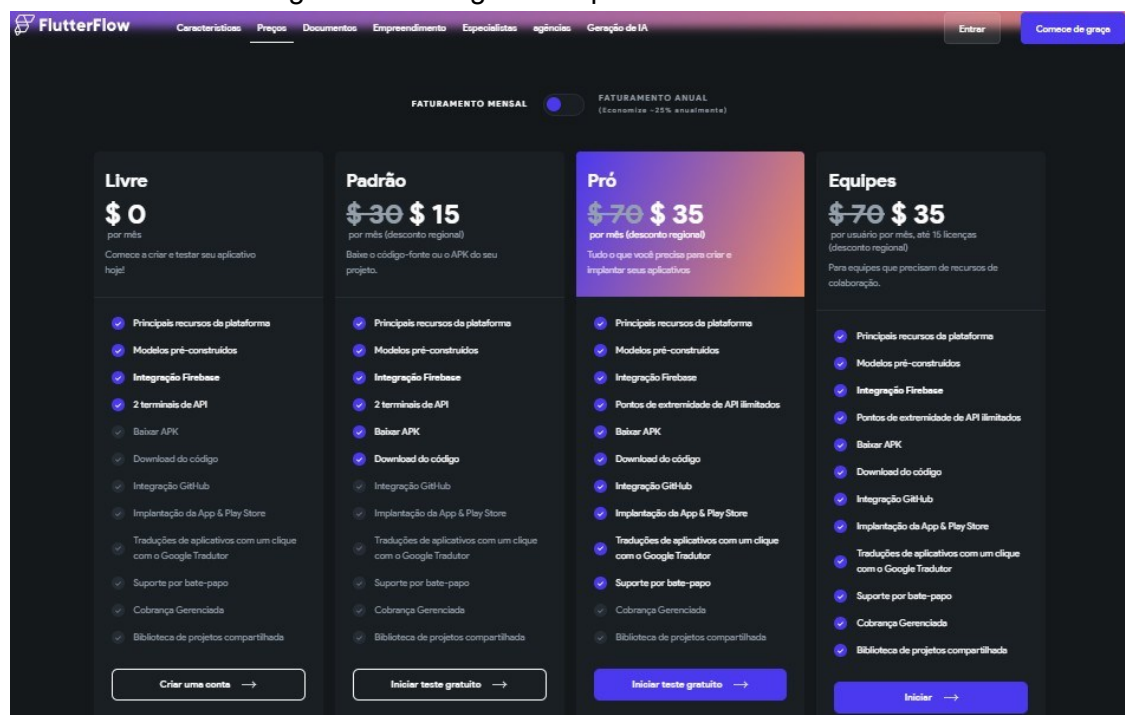 FlutterFlow
Características Preços Documentos Empreendimento Especialistas agências Geração de IA
Entrar
Comece de graça
FATURAMENTO MENSAL
FATURAMENTO ANUAL
(Economize ~25% anualmente)
Livre
$ 0
por mês
Comece a criar e testar seu aplicativo
hoje!
Principais recursos da plataforma
Modelos pré-construídos
Integração Firebase
2 terminais de API
Baixar APK
Download do código
Integração GitHub
Implantação da App & Play Store
Traduções de aplicativos com um clique
com o Google Tradutor
Suporte por bate-papo
Cobrança Gerenciada
Biblioteca de projetos compartilhada
Criar uma conta →
Padrão
$ 30 $ 15
por mês (desconto regional)
Baixe o código-fonte ou o APK do seu
projeto.
Principais recursos da plataforma
Modelos pré-construídos
Integração Firebase
2 terminais de API
Baixar APK
Download do código
Integração GitHub
Implantação da App & Play Store
Traduções de aplicativos com um clique
com o Google Tradutor
Suporte por bate-papo
Cobrança Gerenciada
Biblioteca de projetos compartilhada
Iniciar teste gratuito →
Pró
$ 70 $ 35
por mês (desconto regional)
Tudo o que você precisa para criar e
implantar seus aplicativos
Principais recursos da plataforma
Modelos pré-construídos
Integração Firebase
Pontos de extremidade de API ilimitados
Baixar APK
Download do código
Integração GitHub
Implantação da App & Play Store
Traduções de aplicativos com um clique
com o Google Tradutor
Suporte por bate-papo
Cobrança Gerenciada
Biblioteca de projetos compartilhada
Iniciar teste gratuito →
Equipes
$ 70 $ 35
por usuário por mês, até 15 licenças
(desconto regional)
Para equipes que precisam de recursos de
colaboração.
Principais recursos da plataforma
Modelos pré-construídos
Integração Firebase
Pontos de extremidade de API ilimitados
Baixar APK
Download do código
Integração GitHub
Implantação da App & Play Store
Traduções de aplicativos com um clique
com o Google Tradutor
Suporte por bate-papo
Cobrança Gerenciada
Biblioteca de projetos compartilhada
Iniciar →